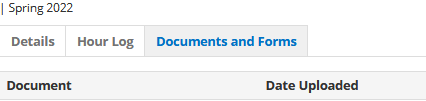 | Spring 2022
Details Hour Log Documents and Forms
Document Date Uploaded